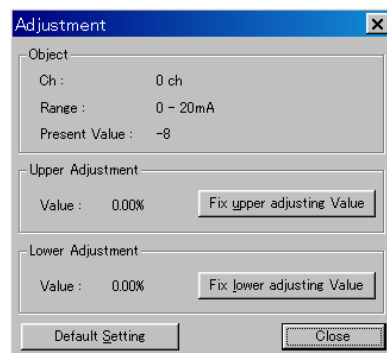 Adjustment
Object
Ch : 0 ch
Range : 0 - 20mA
Present Value : -8
Upper Adjustment
Value : 0.00% Fix upper adjusting Value
Lower Adjustment
Value : 0.00% Fix lower adjusting Value
Default Setting Close